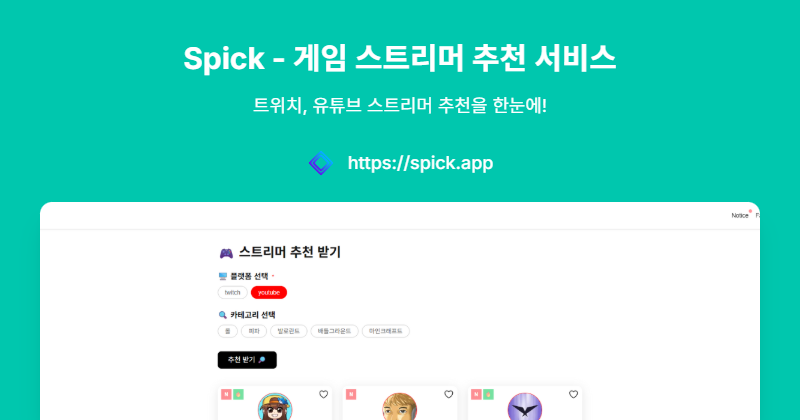 Spick - 게임 스트리머 추천 서비스
트위치, 유튜브 스트리머 추천을 한눈에!
https://spick.app
Notice
스트리머 추천 받기
플랫폼 선택 *
twitch youtube
카테고리 선택
롤 피파 발로란트 배틀그라운드 마인크래프트
추천 받기
N N N